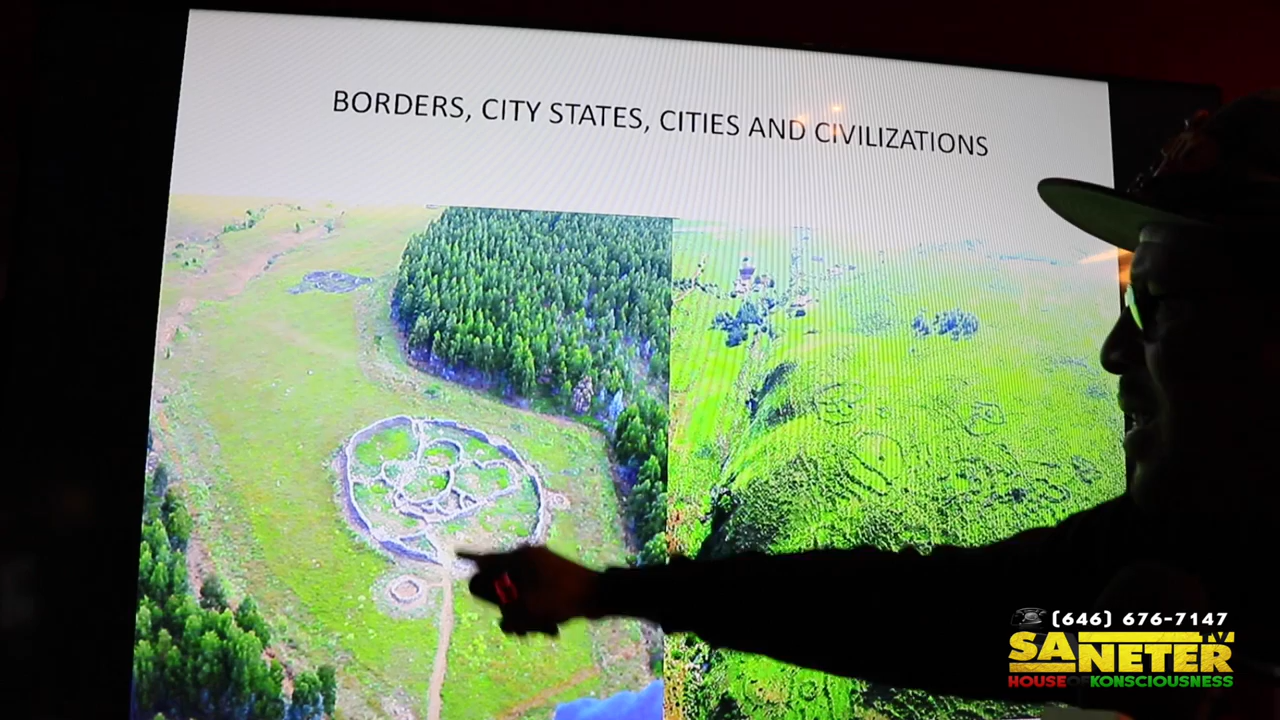 BORDERS, CITY STATES, CITIES AND CIVILIZATIONS
(646) 676-7147
SANETER TV
HOUSE OF KONSCIOUSNESS